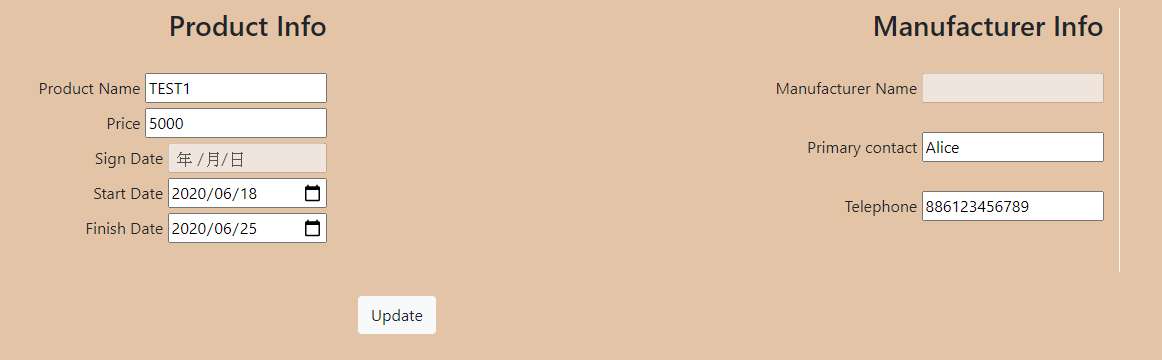 Product Info
Product Name TEST1
Price 5000
Sign Date 年 /月/日
Start Date 2020/06/18
Finish Date 2020/06/25
Manufacturer Info
Manufacturer Name
Primary contact Alice
Telephone 886123456789
Update